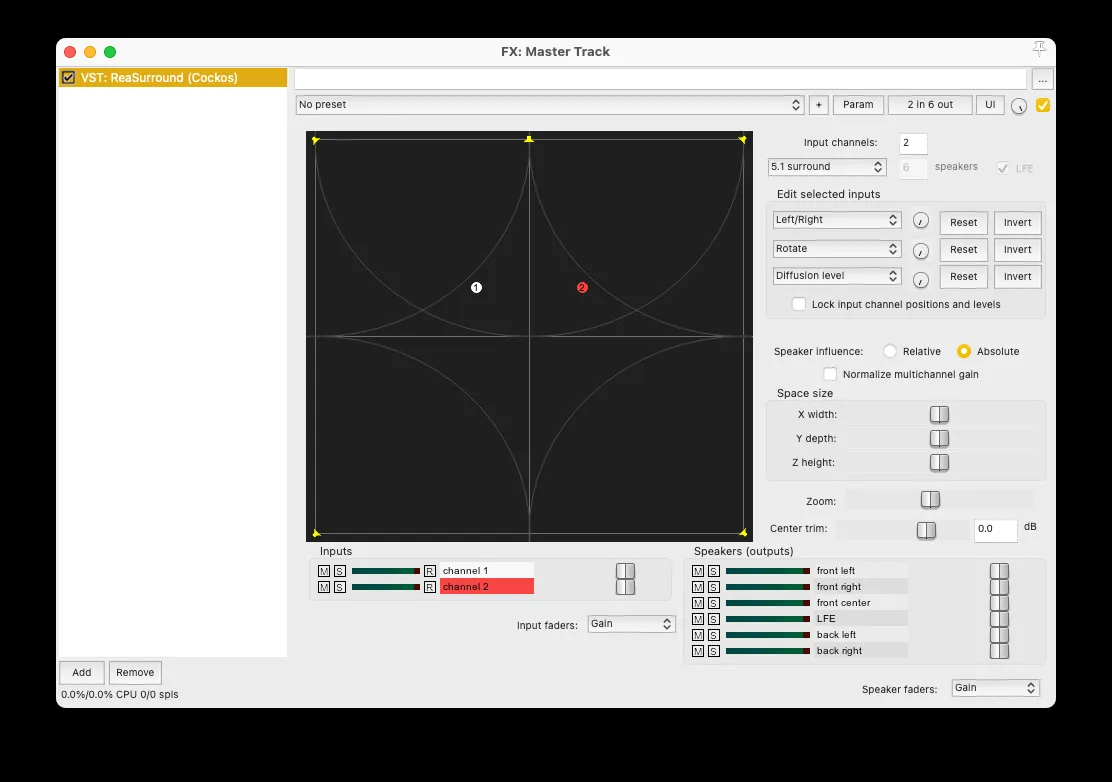 FX: Master Track
VST: ReaSurround (Cockos)
...
No preset
+
Param
2 in 6 out
UI
Input channels: 2
5.1 surround 6 speakers LFE
Edit selected inputs
Left/Right Reset Invert
Rotate Reset Invert
Diffusion level Reset Invert
Lock input channel positions and levels
1 2
Speaker influence: Relative Absolute
Normalize multichannel gain
Space size
X width:
Y depth:
Z height:
Zoom:
Center trim: 0.0 dB
Inputs
M S R channel 1
M S R channel 2
Input faders: Gain
Speakers (outputs)
M S front left
M S front right
M S front center
M S LFE
M S back left
M S back right
Speaker faders: Gain
Add Remove
0.0%/0.0% CPU 0/0 spls